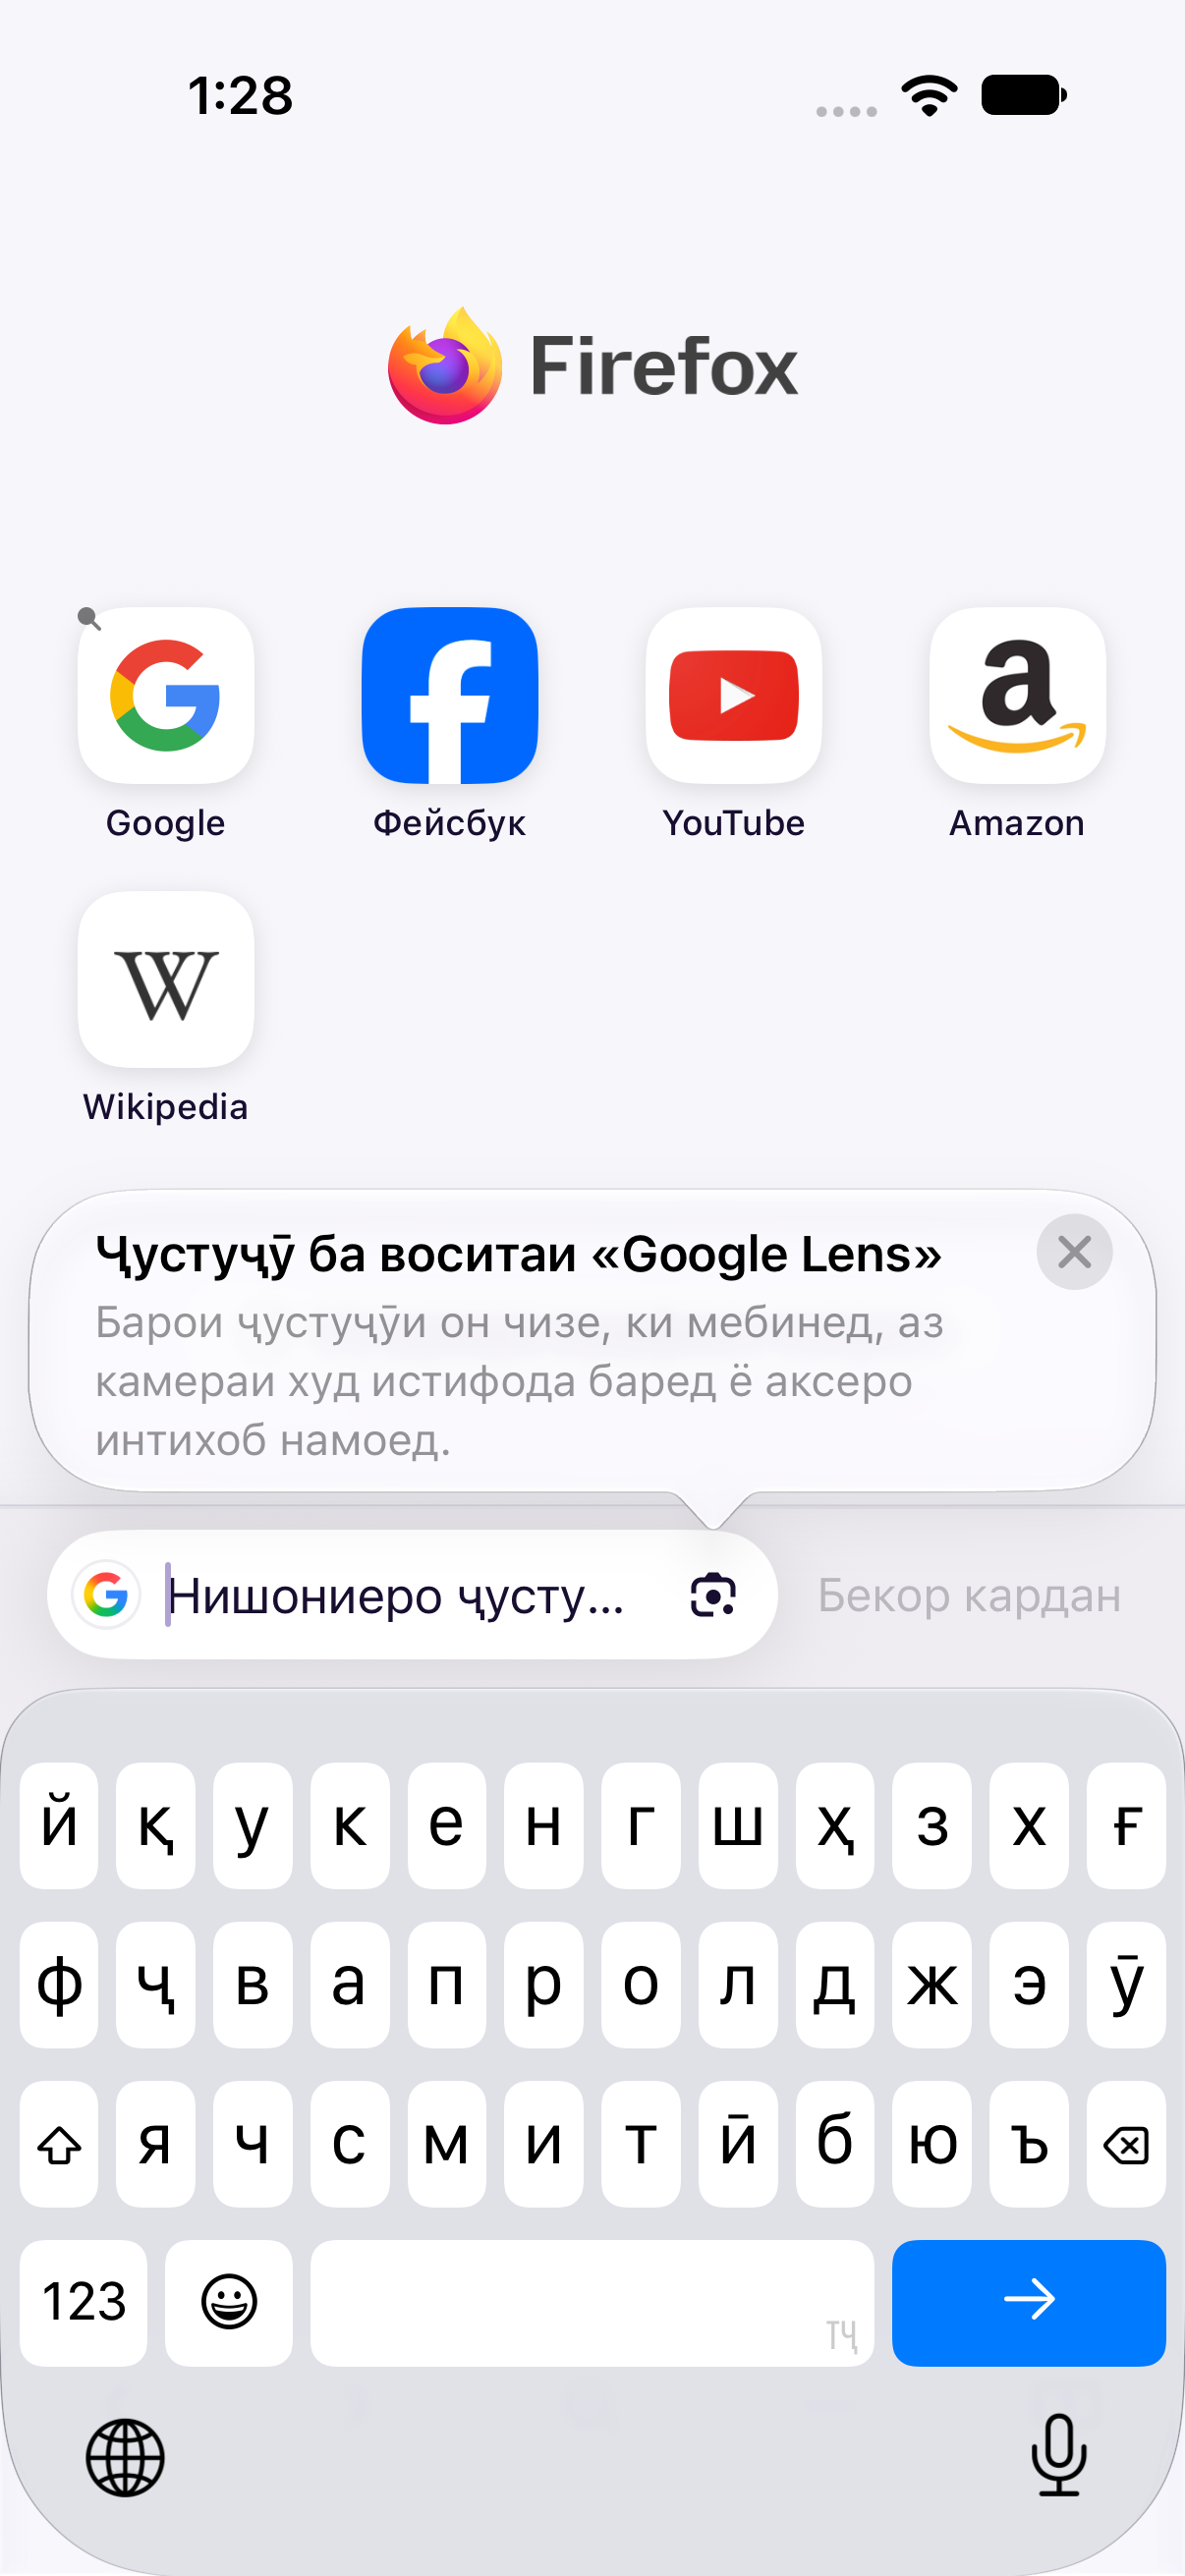 1:28
Firefox
Google
Фейсбук
YouTube
Amazon
Wikipedia
Ҷустуҷӯ ба воситаи «Google Lens»
Барои ҷустуҷӯи он чизе, ки мебинед, аз
камераи худ истифода баред ё аксеро
интихоб намоед.
Нишониеро ҷусту...
Бекор кардан
й қ у к е н г ш ҳ з х ғ
ф ҷ в а п р о л д ж э ӯ
я ч с м и т ӣ б ю ъ
123
тҷ